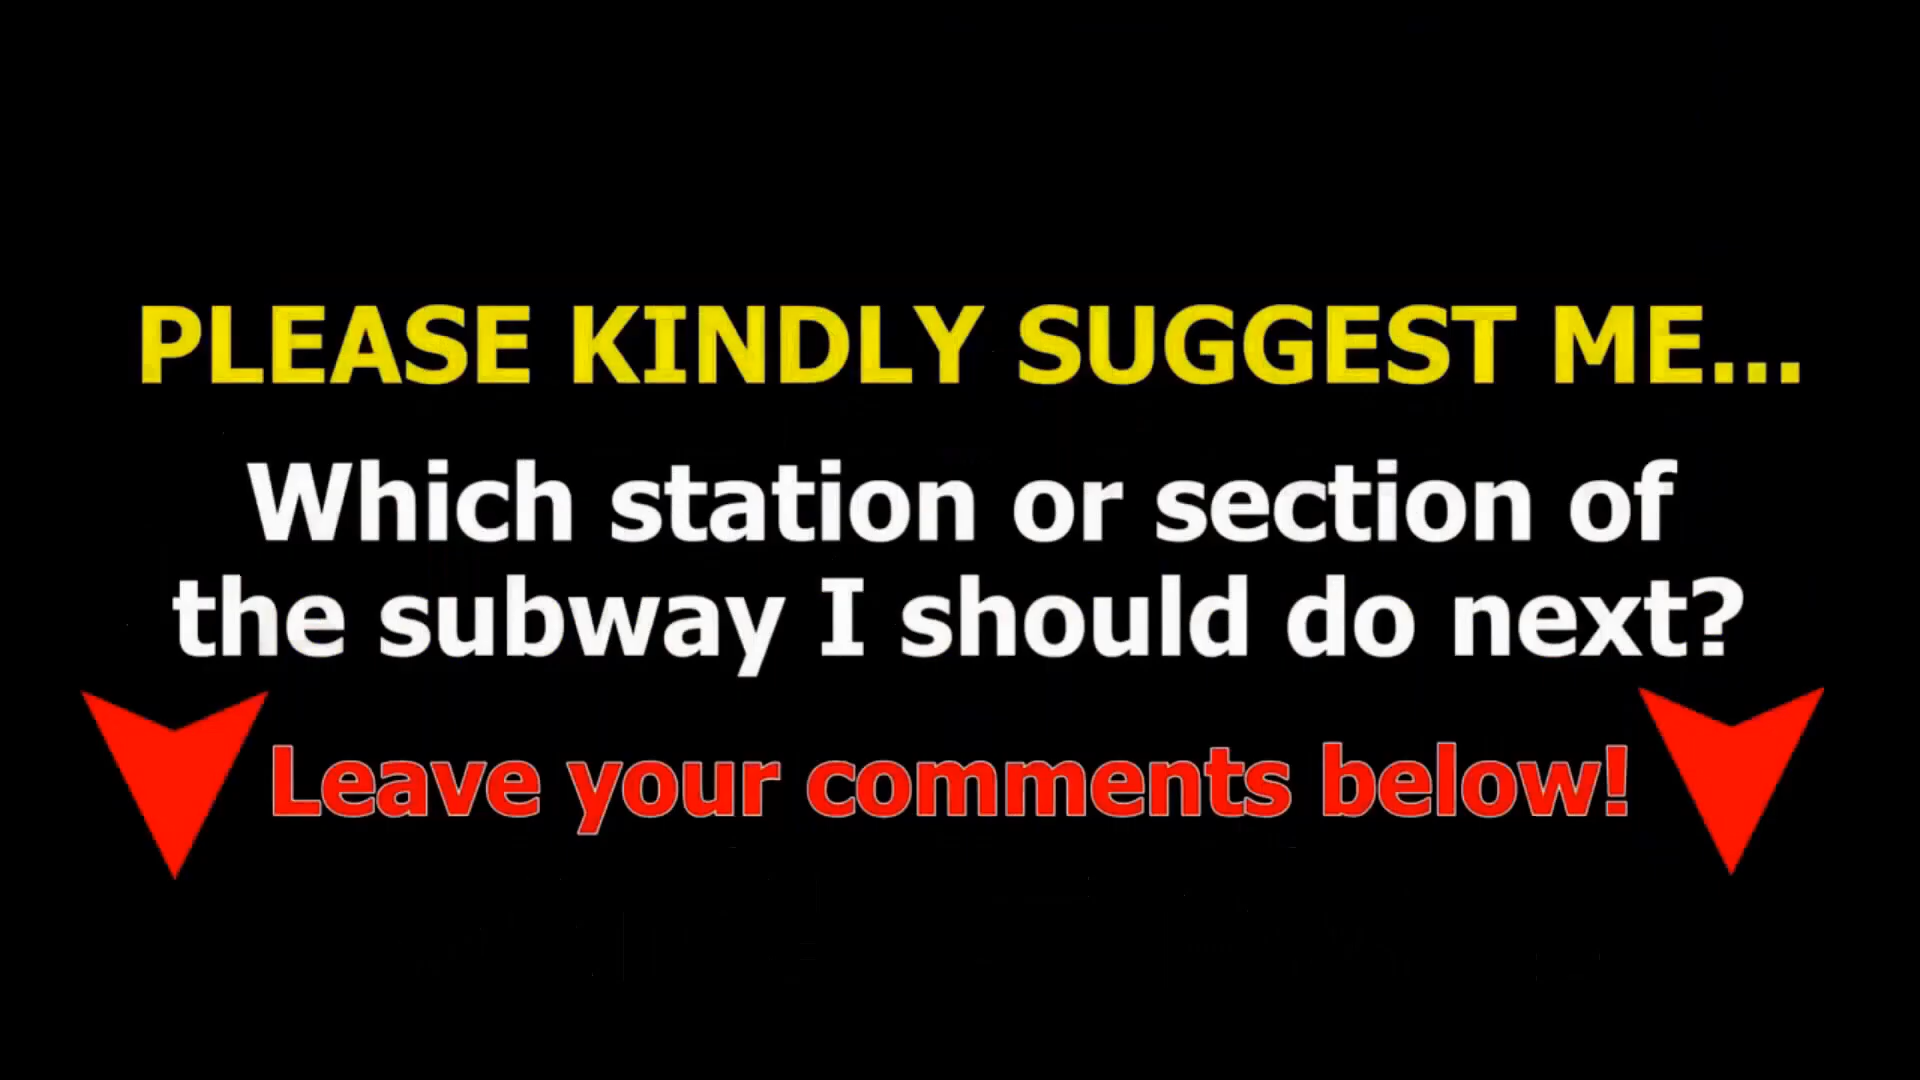 PLEASE KINDLY SUGGEST ME...
Which station or section of
the subway I should do next?
Leave your comments below!